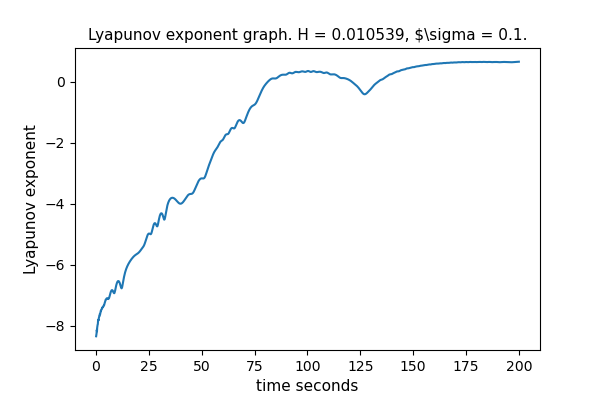 Lyapunov exponent graph. H = 0.010539, $\sigma = 0.1.
Lyapunov exponent
0
−2
−4
−6
−8
0 25 50 75 100 125 150 175 200
time seconds